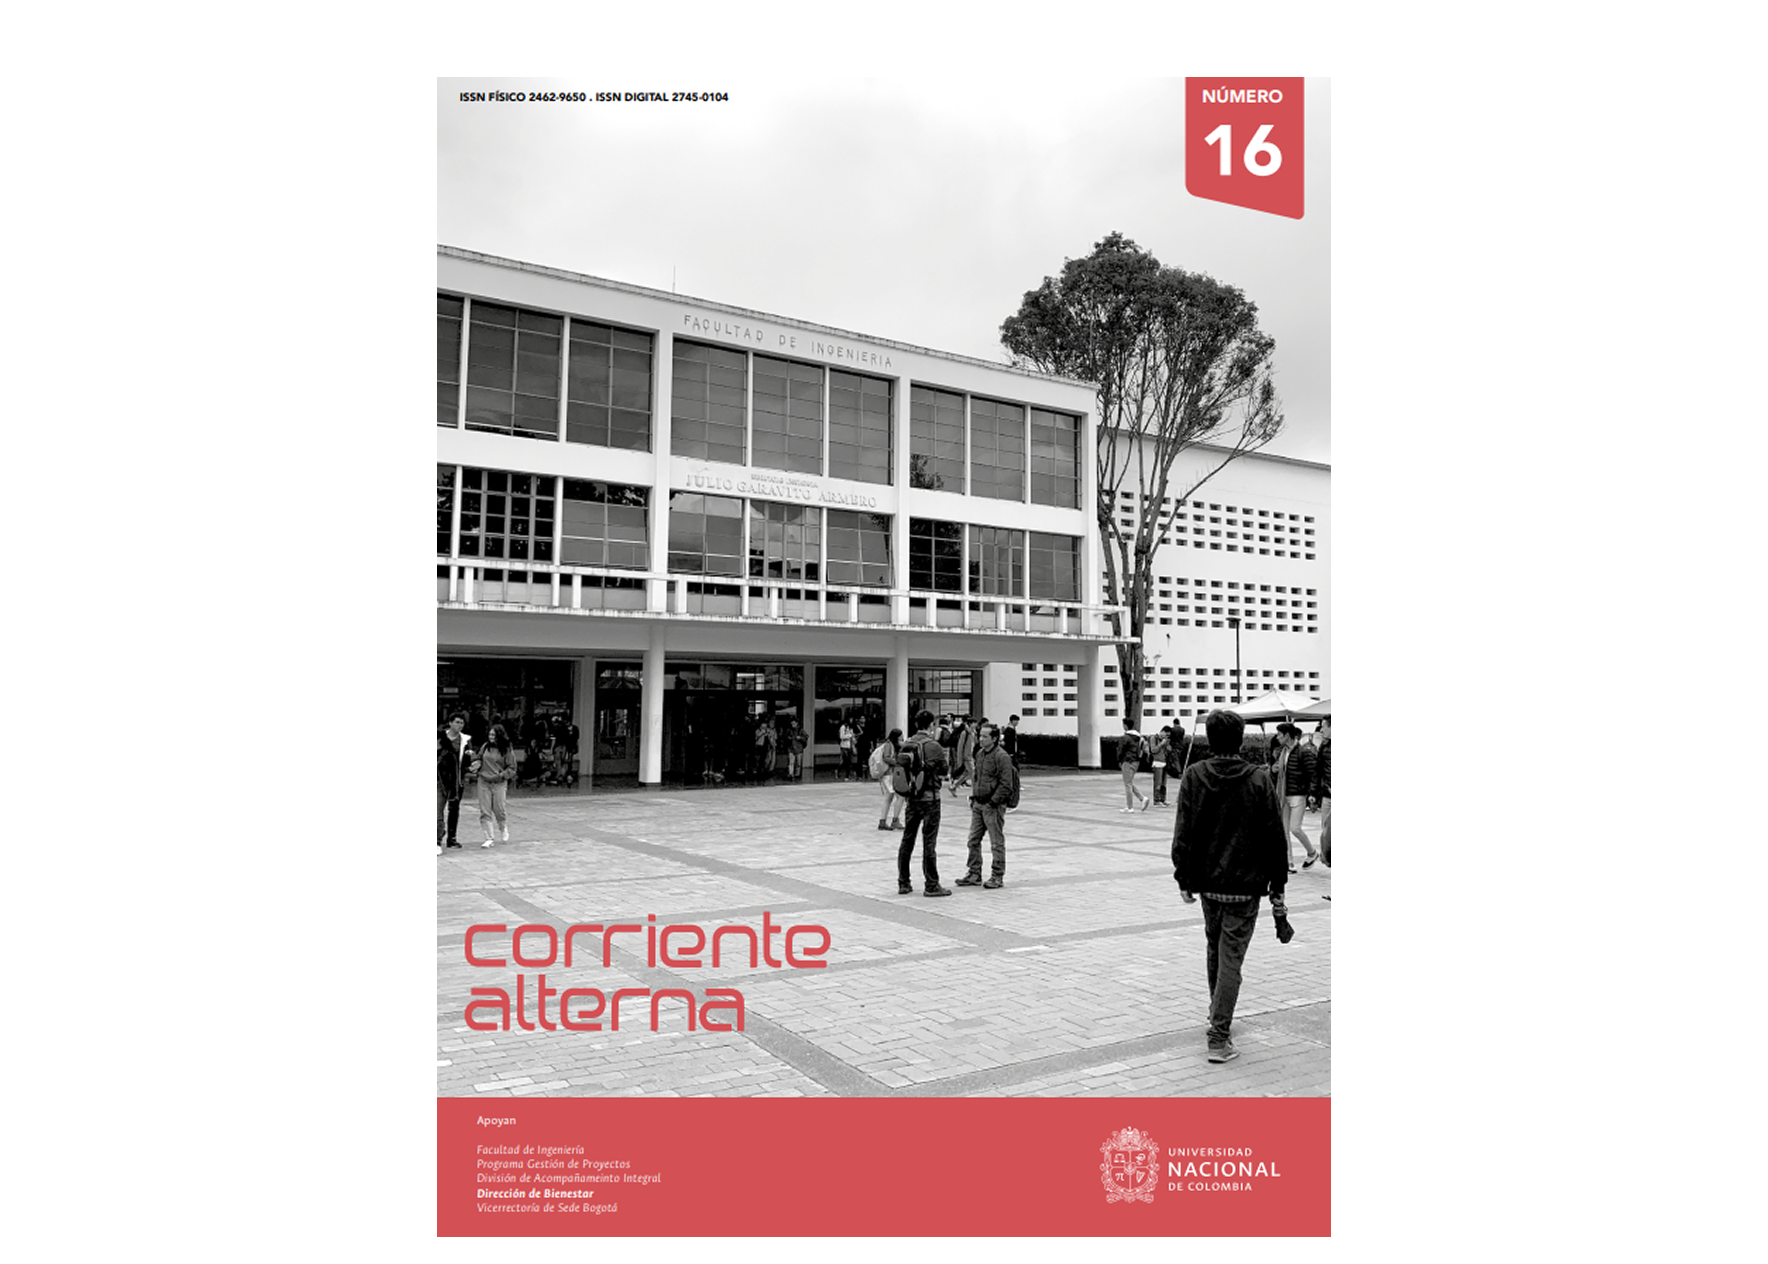 ISSN FÍSICO 2462-9650 . ISSN DIGITAL 2745-0104
NÚMERO
16
FACULTAD DE INGENIERIA
JULIO GARAVITO ARMERO
corriente
alterna
Apoyan
Facultad de Ingeniería
Programa Gestión de Proyectos
División de Acompañameinto Integral
Dirección de Bienestar
Vicerrectoría de Sede Bogotá
UNIVERSIDAD
NACIONAL
DE COLOMBIA